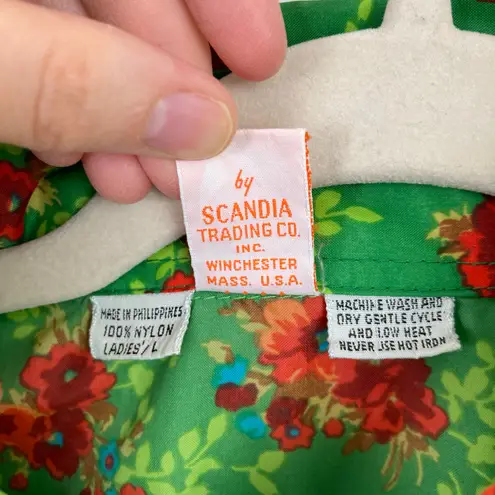 by
SCANDIA
TRADING CO.
INC.
WINCHESTER
MASS. U.S.A.
MADE IN PHILIPPINES
100% NYLON
LADIES'/L
MACHINE WASH AND
DRY GENTLE CYCLE
AND LOW HEAT
NEVER USE HOT IRON